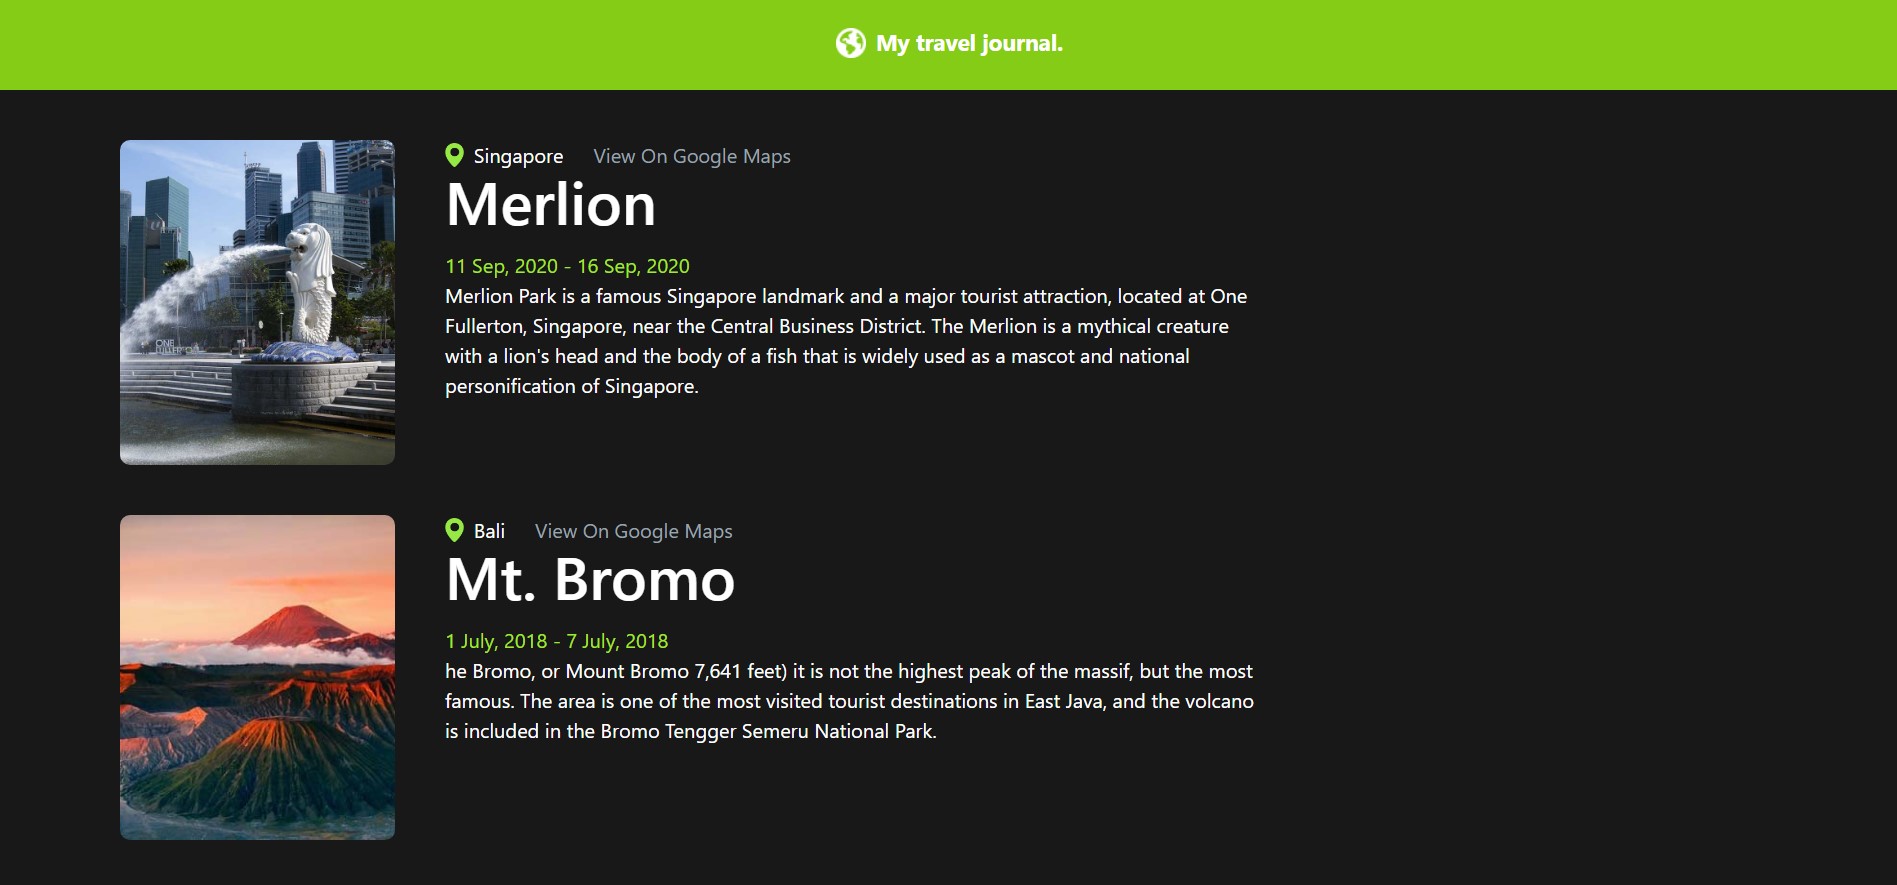 My travel journal.
Singapore View On Google Maps
Merlion
11 Sep, 2020 - 16 Sep, 2020
Merlion Park is a famous Singapore landmark and a major tourist attraction, located at One
Fullerton, Singapore, near the Central Business District. The Merlion is a mythical creature
with a lion's head and the body of a fish that is widely used as a mascot and national
personification of Singapore.
ONE
FULLERTON
Bali View On Google Maps
Mt. Bromo
1 July, 2018 - 7 July, 2018
he Bromo, or Mount Bromo 7,641 feet) it is not the highest peak of the massif, but the most
famous. The area is one of the most visited tourist destinations in East Java, and the volcano
is included in the Bromo Tengger Semeru National Park.